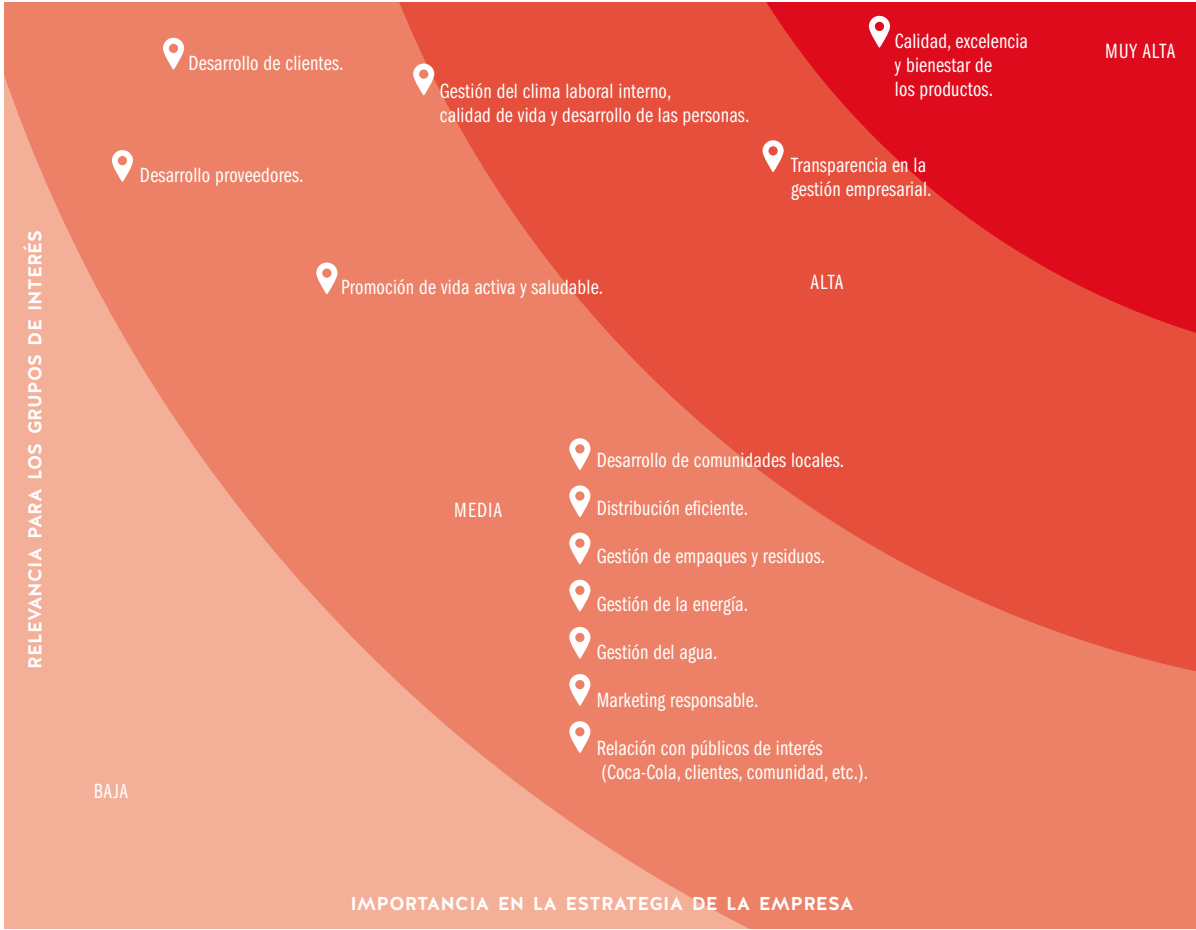 Desarrollo de clientes.
Gestión del clima laboral interno,
calidad de vida y desarrollo de las personas.
Calidad, excelencia
y bienestar de
los productos.
MUY ALTA
Desarrollo proveedores.
Transparencia en la
gestión empresarial.
Promoción de vida activa y saludable.
ALTA
RELEVANCIA PARA LOS GRUPOS DE INTERÉS
Desarrollo de comunidades locales.
MEDIA
Distribución eficiente.
Gestión de empaques y residuos.
Gestión de la energía.
Gestión del agua.
Marketing responsable.
Relación con públicos de interés
(Coca-Cola, clientes, comunidad, etc.).
BAJA
IMPORTANCIA EN LA ESTRATEGIA DE LA EMPRESA